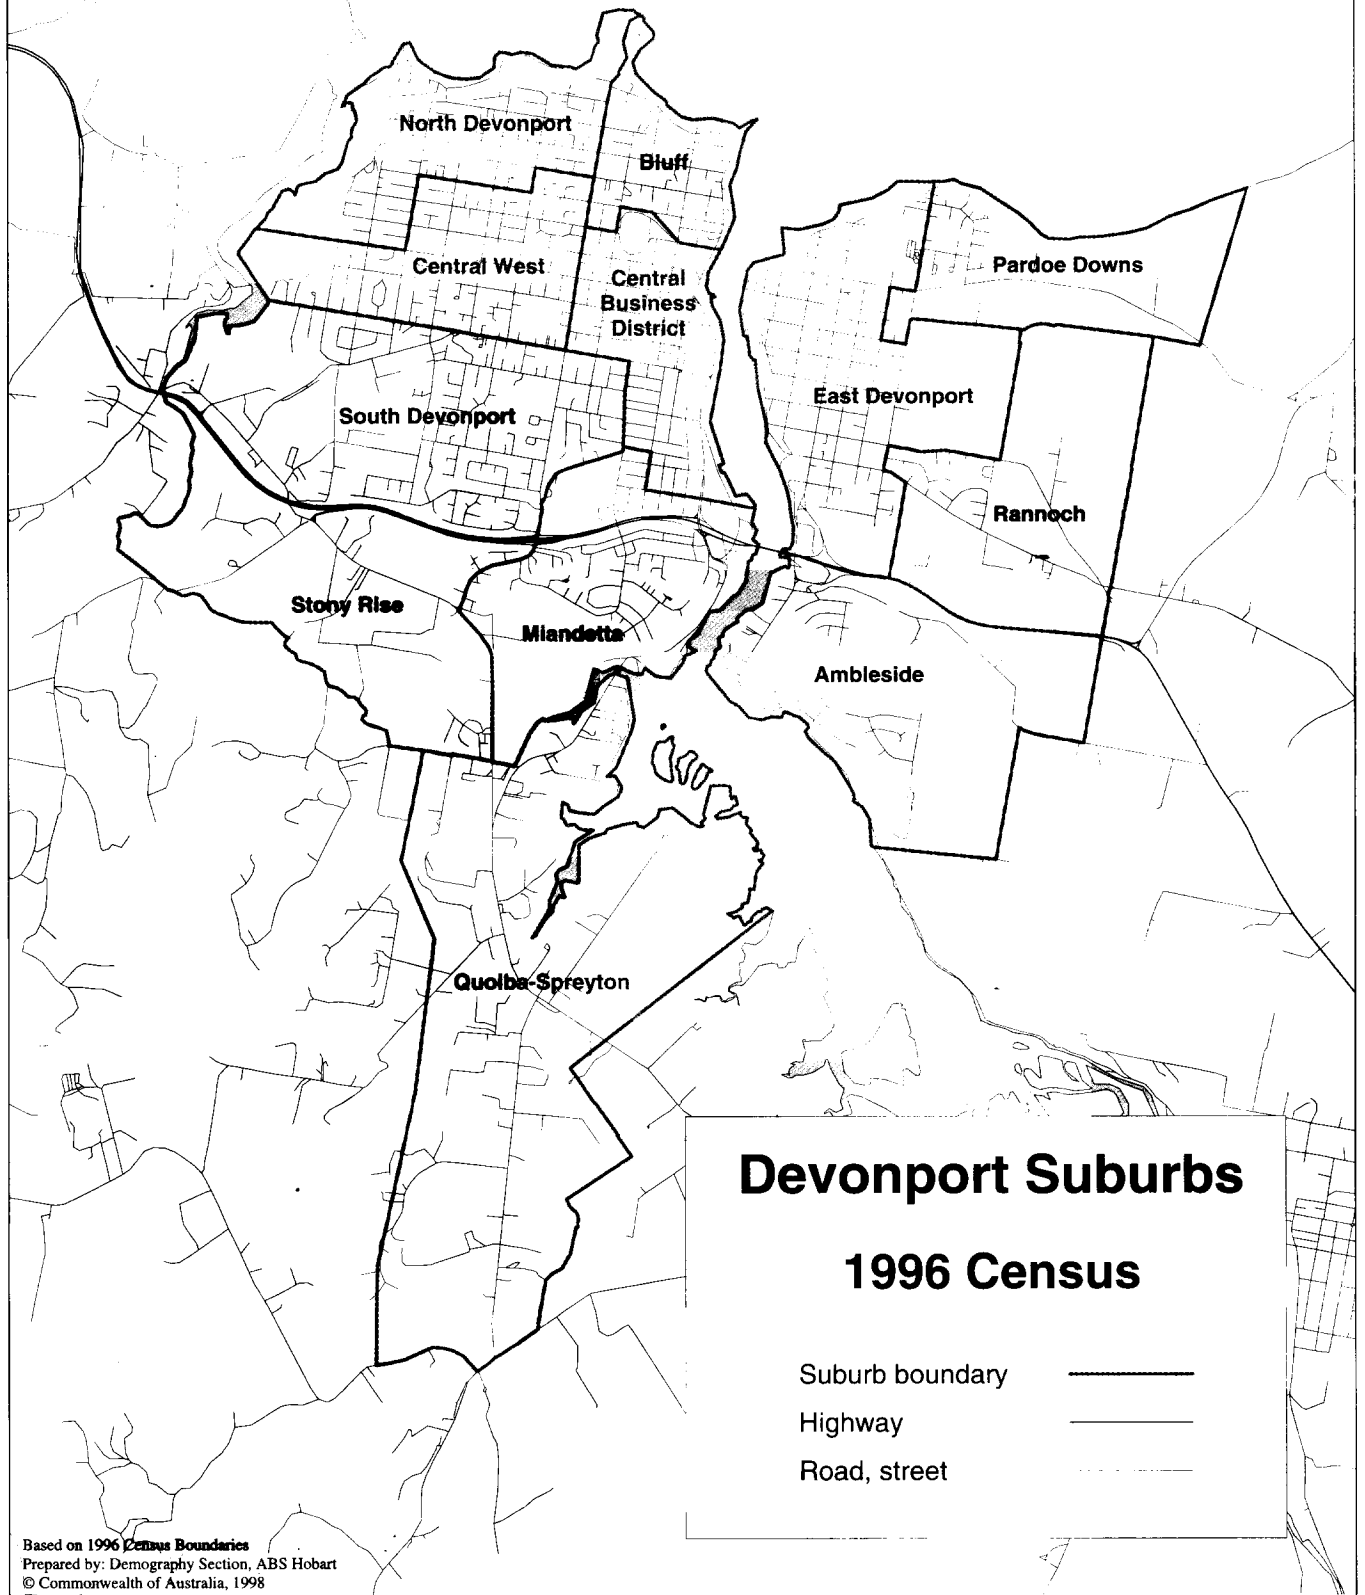 North Devonport
Bluff
Central West
Central
Business
District
Pardoe Downs
South Devonport
East Devonport
Rannoch
Stony Rise
Miandetta
Ambleside
Quoiba-Spreyton
Devonport Suburbs
1996 Census
Suburb boundary
Highway
Road, street
Based on 1996 Census Boundaries
Prepared by: Demography Section, ABS Hobart
© Commonwealth of Australia, 1998